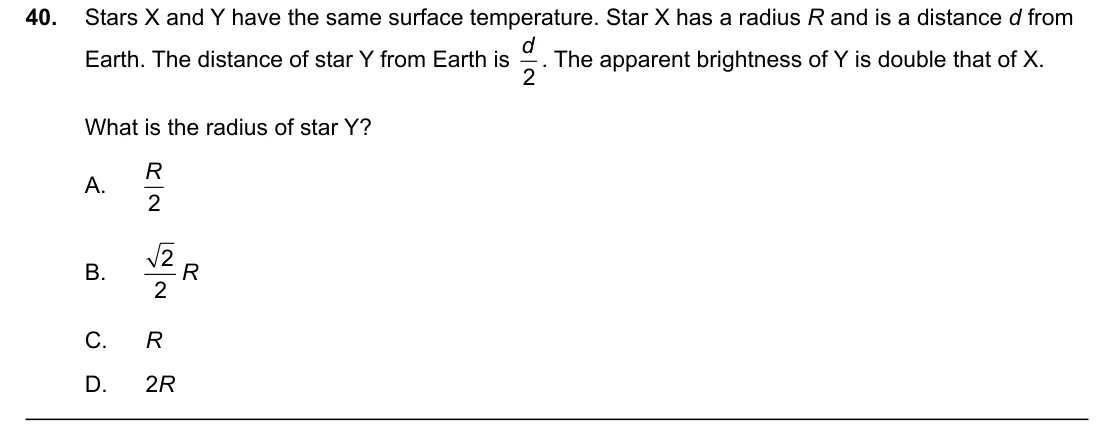 40. Stars X and Y have the same surface temperature. Star X has a radius R and is a distance d from
Earth. The distance of star Y from Earth is d/2. The apparent brightness of Y is double that of X.
What is the radius of star Y?
A. R/2
B. √2/2 R
C. R
D. 2R